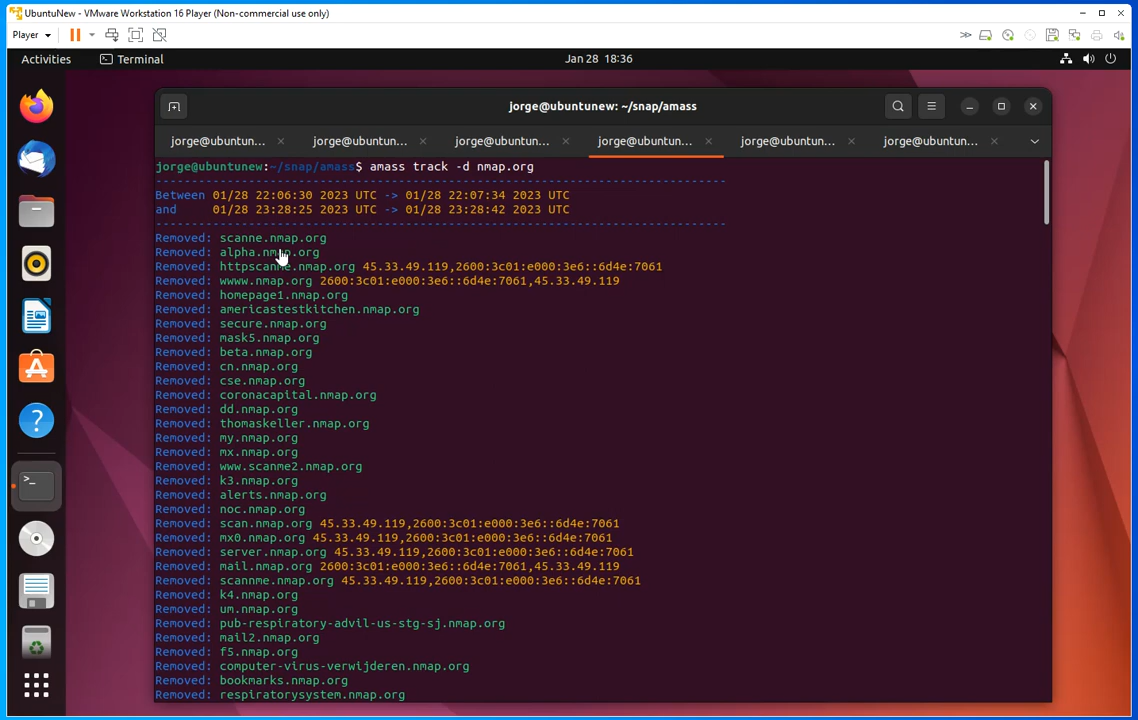 UbuntuNew - VMware Workstation 16 Player (Non-commercial use only)
Player
Activities
Terminal
Jan 28 18:36
jorge@ubuntunew: ~/snap/amass
jorge@ubuntun...
jorge@ubuntun...
jorge@ubuntun...
jorge@ubuntun...
jorge@ubuntun...
jorge@ubuntun...
jorge@ubuntunew:~/snap/amass$ amass track -d nmap.org
--------------------------------------------------------------------------------
Between 01/28 22:06:30 2023 UTC -> 01/28 22:07:34 2023 UTC
and 01/28 23:28:25 2023 UTC -> 01/28 23:28:42 2023 UTC
--------------------------------------------------------------------------------
Removed: scanne.nmap.org
Removed: alpha.nmap.org
Removed: httpscanme.nmap.org 45.33.49.119,2600:3c01:e000:3e6::6d4e:7061
Removed: wwww.nmap.org 2600:3c01:e000:3e6::6d4e:7061,45.33.49.119
Removed: homepage1.nmap.org
Removed: americastestkitchen.nmap.org
Removed: secure.nmap.org
Removed: mask5.nmap.org
Removed: beta.nmap.org
Removed: cn.nmap.org
Removed: cse.nmap.org
Removed: coronacapital.nmap.org
Removed: dd.nmap.org
Removed: thomaskeller.nmap.org
Removed: my.nmap.org
Removed: mx.nmap.org
Removed: www.scanme2.nmap.org
Removed: k3.nmap.org
Removed: alerts.nmap.org
Removed: noc.nmap.org
Removed: scan.nmap.org 45.33.49.119,2600:3c01:e000:3e6::6d4e:7061
Removed: mx0.nmap.org 45.33.49.119,2600:3c01:e000:3e6::6d4e:7061
Removed: server.nmap.org 45.33.49.119,2600:3c01:e000:3e6::6d4e:7061
Removed: mail.nmap.org 2600:3c01:e000:3e6::6d4e:7061,45.33.49.119
Removed: scannme.nmap.org 45.33.49.119,2600:3c01:e000:3e6::6d4e:7061
Removed: k4.nmap.org
Removed: um.nmap.org
Removed: pub-respiratory-advil-us-stg-sj.nmap.org
Removed: mail2.nmap.org
Removed: f5.nmap.org
Removed: computer-virus-verwijderen.nmap.org
Removed: bookmarks.nmap.org
Removed: respiratorysystem.nmap.org